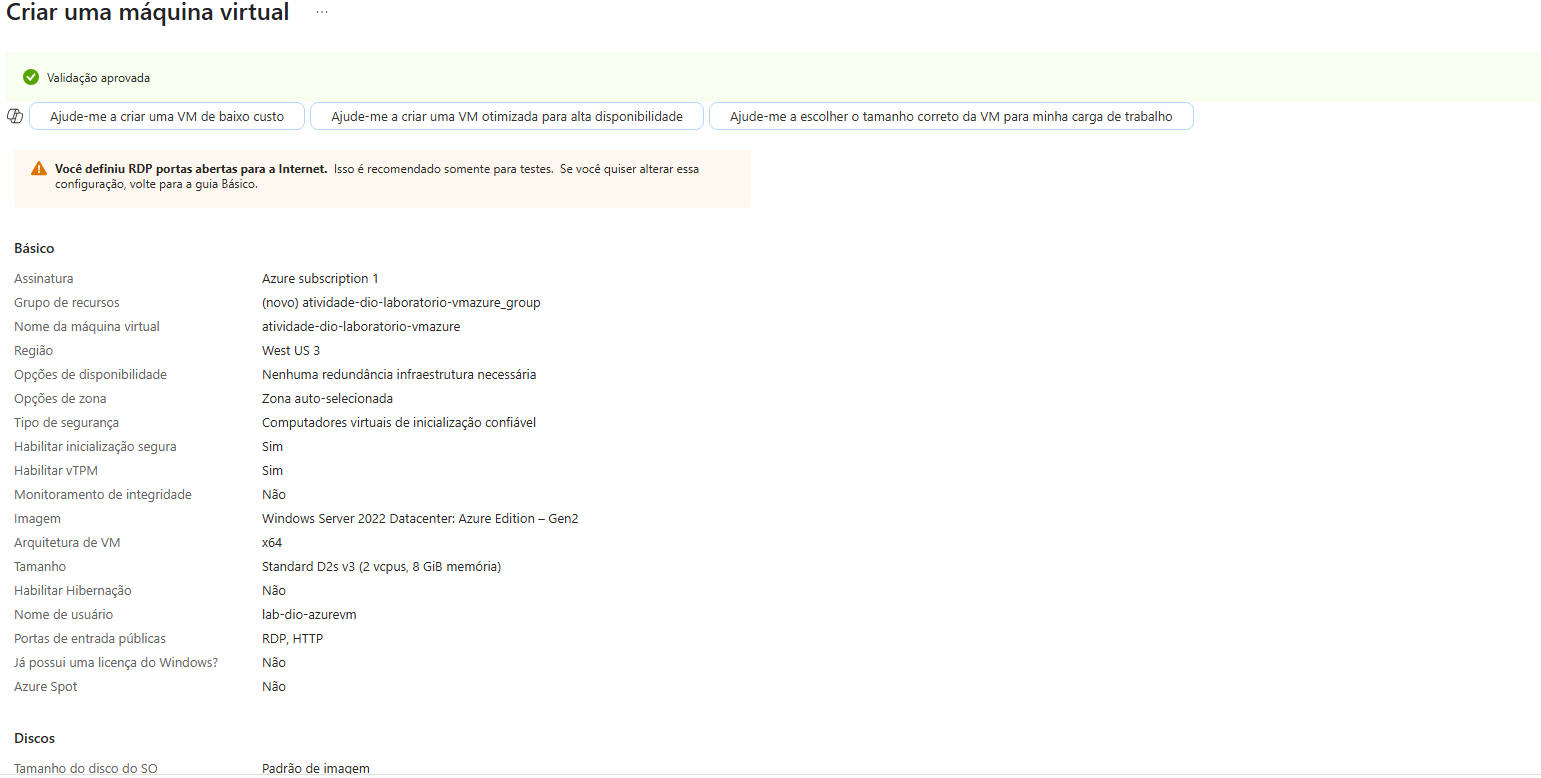 Criar uma máquina virtual ...
Validação aprovada
Ajude-me a criar uma VM de baixo custo Ajude-me a criar uma VM otimizada para alta disponibilidade Ajude-me a escolher o tamanho correto da VM para minha carga de trabalho
Você definiu RDP portas abertas para a Internet. Isso é recomendado somente para testes. Se você quiser alterar essa
configuração, volte para a guia Básico.
Básico
Assinatura Azure subscription 1
Grupo de recursos (novo) atividade-dio-laboratorio-vmazure_group
Nome da máquina virtual atividade-dio-laboratorio-vmazure
Região West US 3
Opções de disponibilidade Nenhuma redundância infraestrutura necessária
Opções de zona Zona auto-selecionada
Tipo de segurança Computadores virtuais de inicialização confiável
Habilitar inicialização segura Sim
Habilitar vTPM Sim
Monitoramento de integridade Não
Imagem Windows Server 2022 Datacenter: Azure Edition – Gen2
Arquitetura de VM x64
Tamanho Standard D2s v3 (2 vcpus, 8 GiB memória)
Habilitar Hibernação Não
Nome de usuário lab-dio-azurevm
Portas de entrada públicas RDP, HTTP
Já possui uma licença do Windows? Não
Azure Spot Não
Discos
Tamanho do disco do SO Padrão de imagem